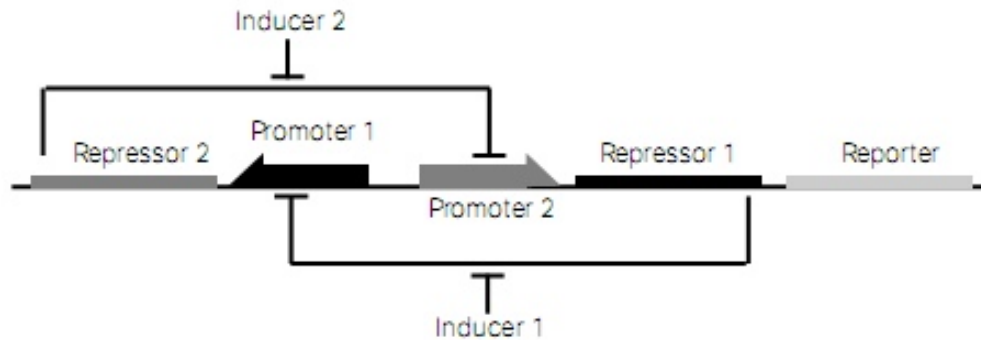 Inducer 2
Promoter 1
Repressor 2
Repressor 1
Reporter
Promoter 2
Inducer 1